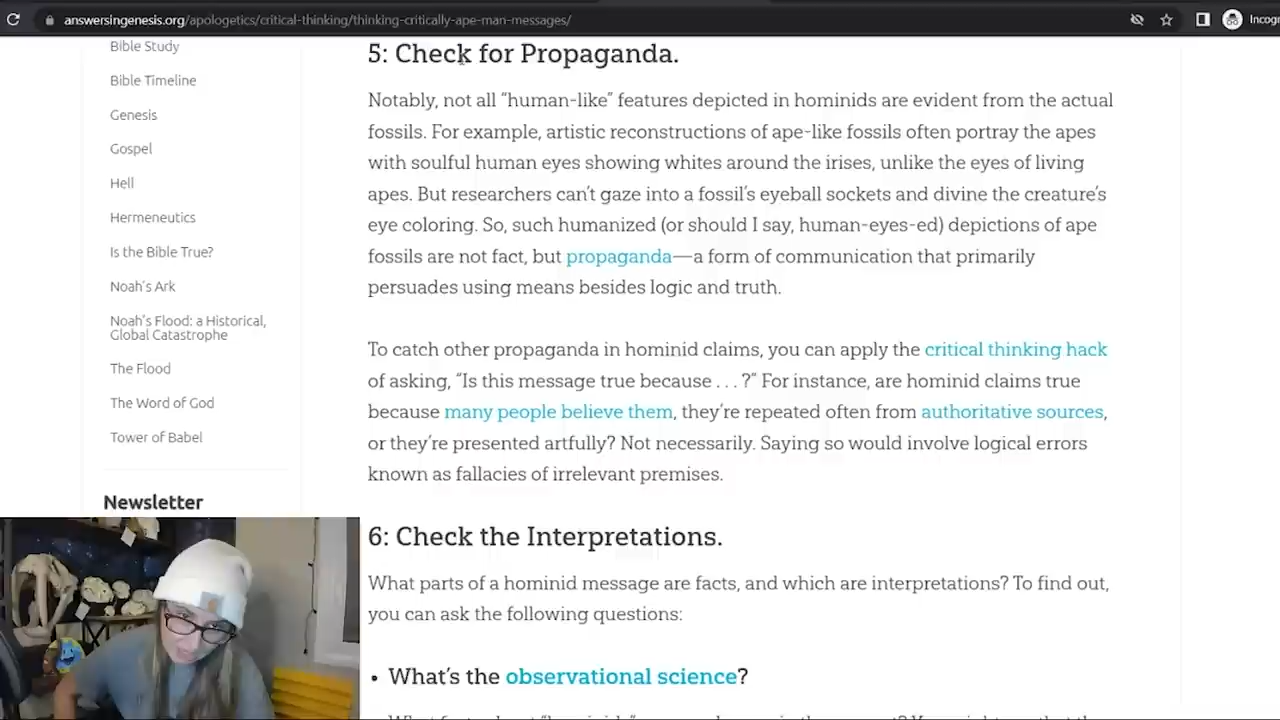 answersingenesis.org/apologetics/critical-thinking/thinking-critically-ape-man-messages/
Incog
Bible Study
Bible Timeline
Genesis
Gospel
Hell
Hermeneutics
Is the Bible True?
Noah's Ark
Noah's Flood: a Historical,
Global Catastrophe
The Flood
The Word of God
Tower of Babel
Newsletter
5: Check for Propaganda.
Notably, not all “human-like” features depicted in hominids are evident from the actual
fossils. For example, artistic reconstructions of ape-like fossils often portray the apes
with soulful human eyes showing whites around the irises, unlike the eyes of living
apes. But researchers can’t gaze into a fossil’s eyeball sockets and divine the creature’s
eye coloring. So, such humanized (or should I say, human-eyes-ed) depictions of ape
fossils are not fact, but propaganda—a form of communication that primarily
persuades using means besides logic and truth.
To catch other propaganda in hominid claims, you can apply the critical thinking hack
of asking, “Is this message true because . . . ?” For instance, are hominid claims true
because many people believe them, they’re repeated often from authoritative sources,
or they’re presented artfully? Not necessarily. Saying so would involve logical errors
known as fallacies of irrelevant premises.
6: Check the Interpretations.
What parts of a hominid message are facts, and which are interpretations? To find out,
you can ask the following questions:
• What’s the observational science?